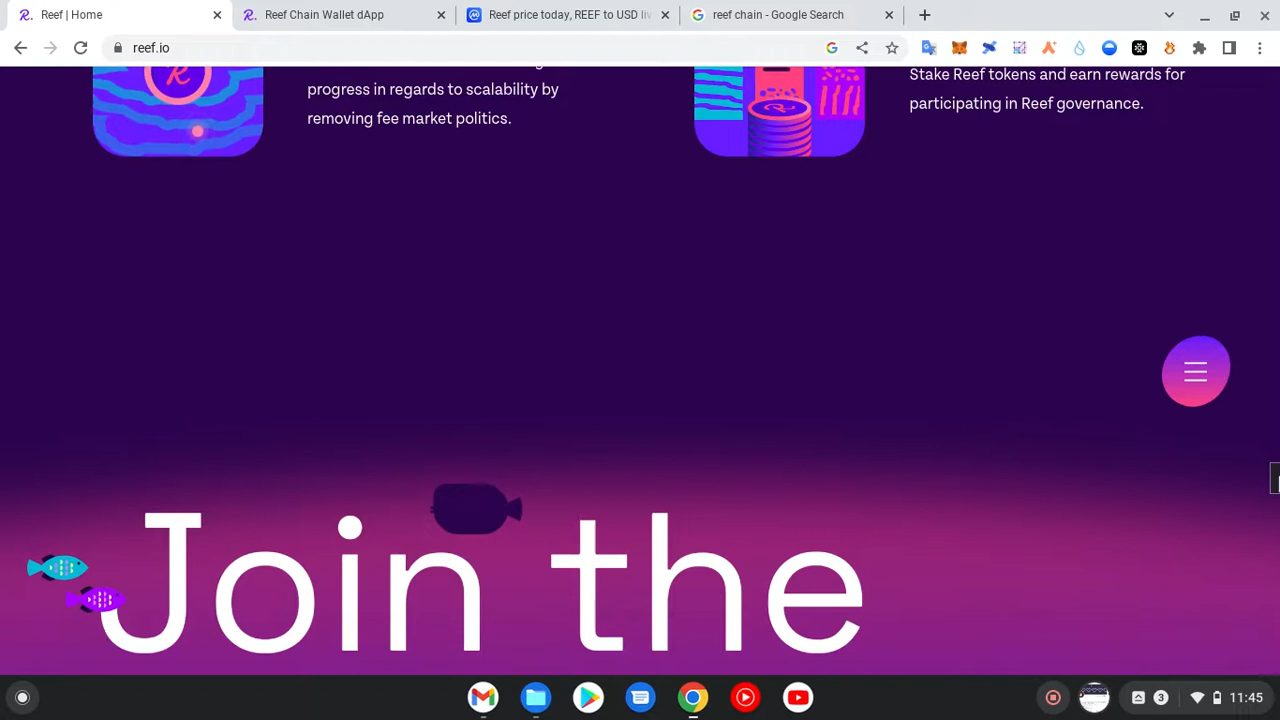 Reef | Home
Reef Chain Wallet dApp
Reef price today, REEF to USD li
reef chain - Google Search
reef.io
progress in regards to scalability by
removing fee market politics.
Stake Reef tokens and earn rewards for
participating in Reef governance.
Join the
3
11:45